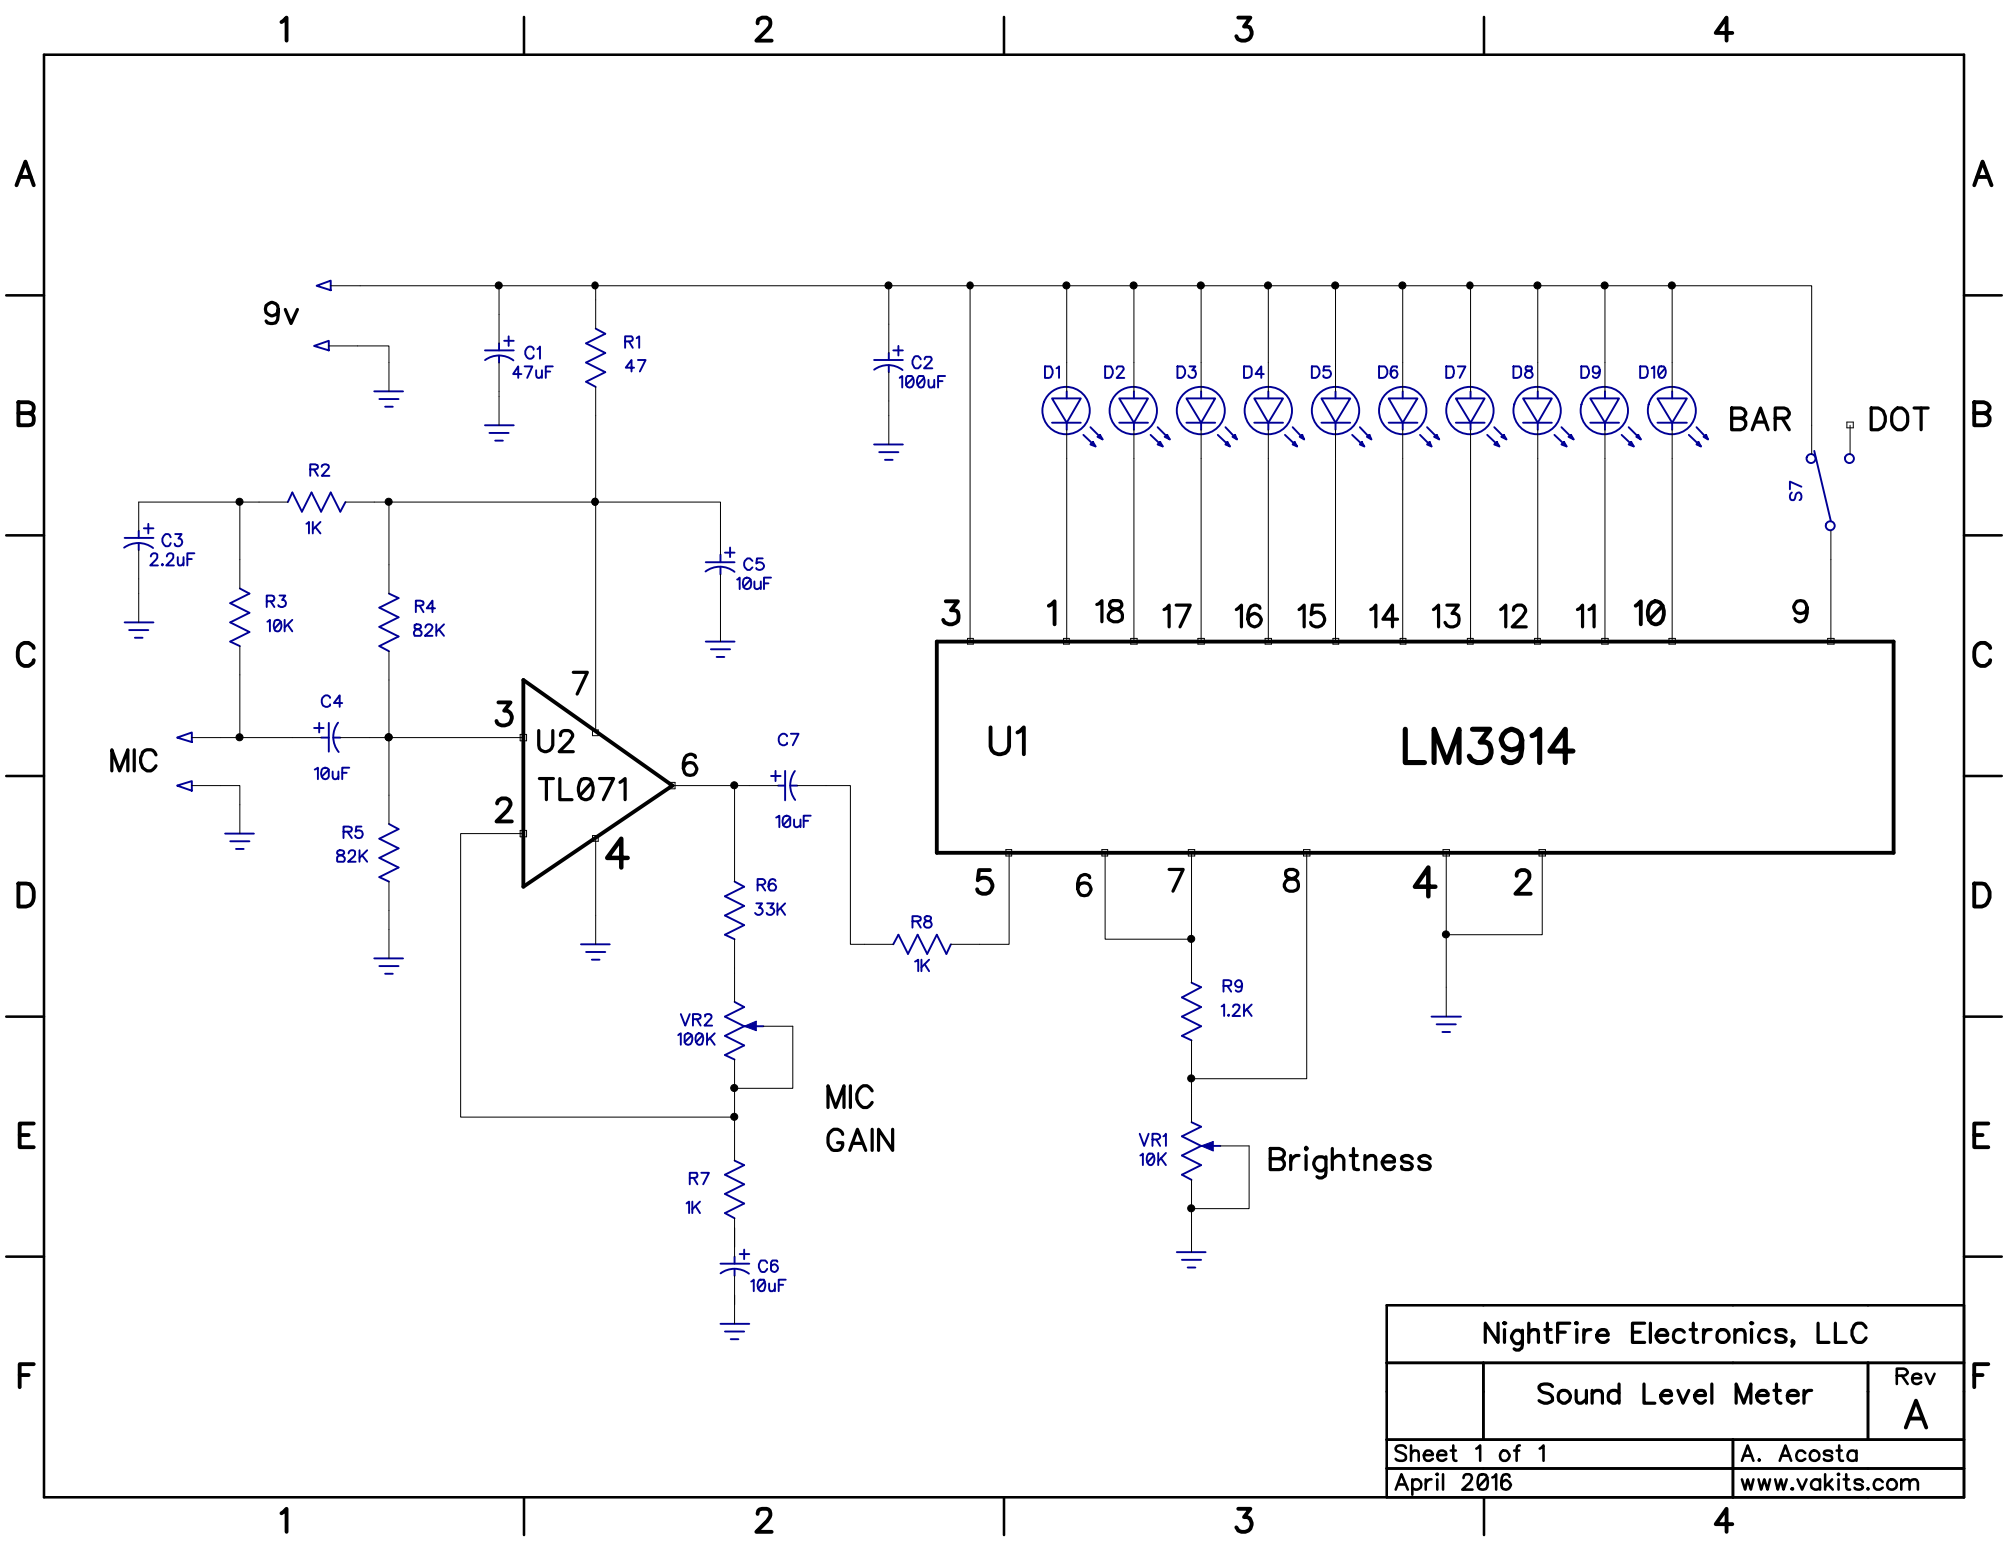 1 2 3 4
A A
9v
C1
47uF
R1
47
C2
100uF
D1 D2 D3 D4 D5 D6 D7 D8 D9 D10
B B
BAR DOT
S7
R2
1K
C3
2.2uF
C5
10uF
R3
10K
R4
82K
3 1 18 17 16 15 14 13 12 11 10 9
C C
7
C4
10uF
3
U2
TL071
2
6
4
C7
10uF
MIC
U1
LM3914
R5
82K
5 6 7 8 4 2
D D
R6
33K
R8
1K
R9
1.2K
VR2
100K
MIC
GAIN
E E
VR1
10K
Brightness
R7
1K
C6
10uF
F F
NightFire Electronics, LLC
Sound Level Meter
Rev
A
Sheet 1 of 1
A. Acosta
April 2016
www.vakits.com
1 2 3 4